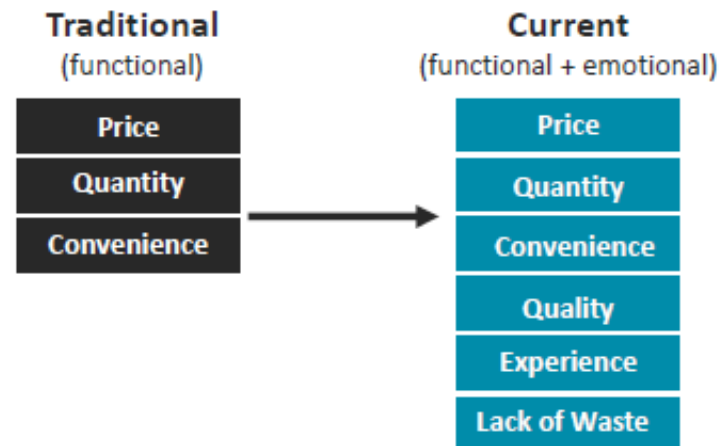 Traditional
(functional)
Price
Quantity
Convenience
Current
(functional + emotional)
Price
Quantity
Convenience
Quality
Experience
Lack of Waste